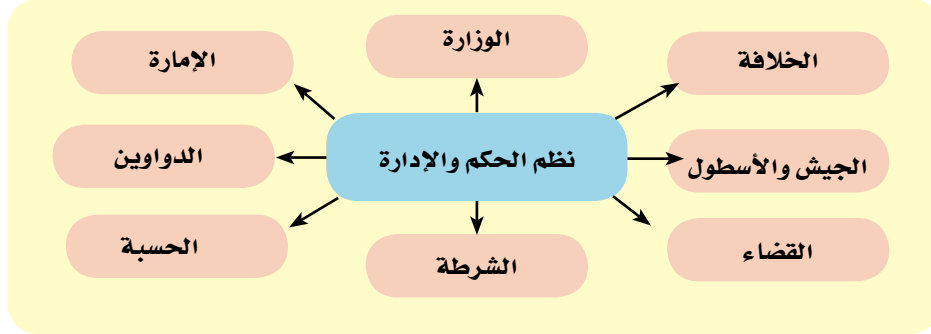 الخلافة
الوزارة
الإمارة
نظم الحكم والإدارة
الجيش والأسطول
الدواوين
القضاء
الشرطة
الحسبة